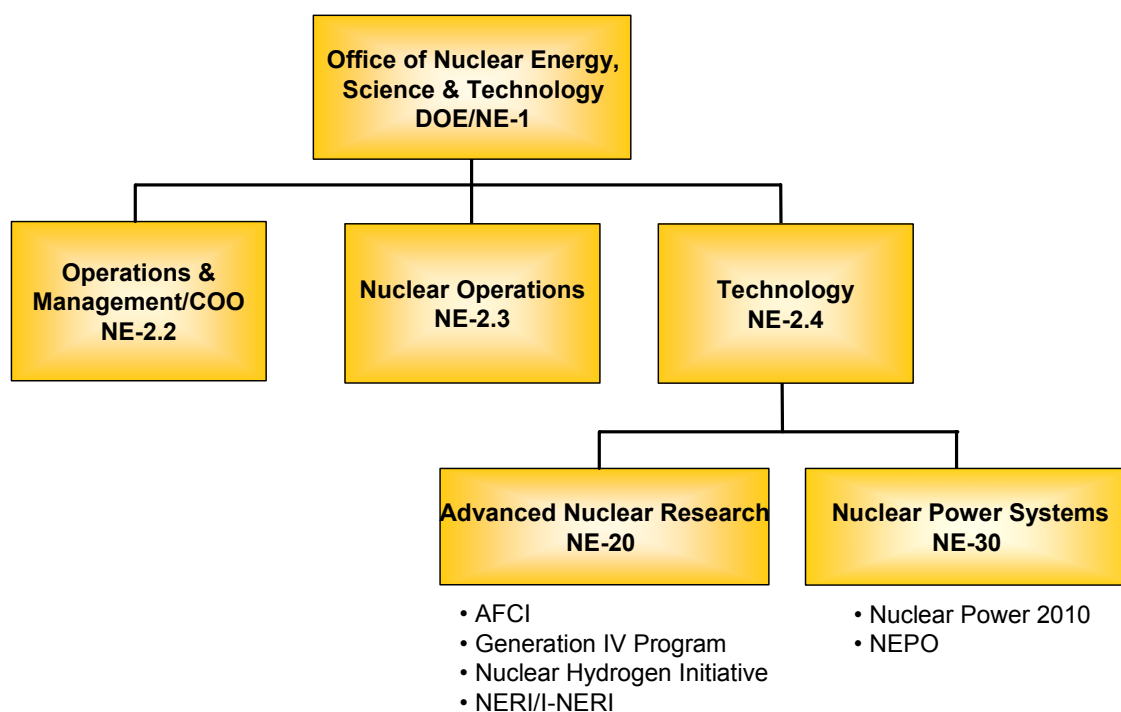 Office of Nuclear Energy,
Science & Technology
DOE/NE-1
Operations &
Management/COO
NE-2.2
Nuclear Operations
NE-2.3
Technology
NE-2.4
Advanced Nuclear Research
NE-20
Nuclear Power Systems
NE-30
• AFCI
• Generation IV Program
• Nuclear Hydrogen Initiative
• NERI/I-NERI
• Nuclear Power 2010
• NEPO